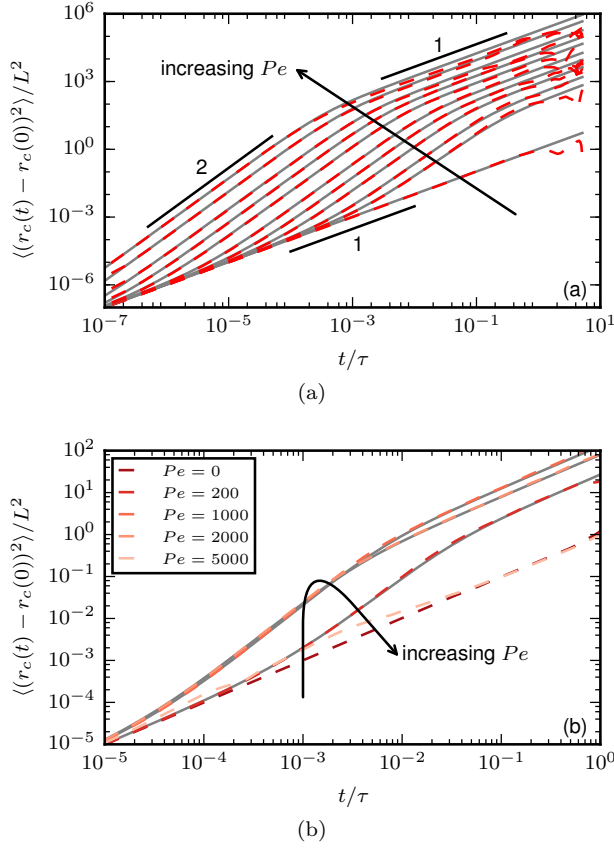 10^6
10^3
10^0
10^{-3}
10^{-6}
⟨(r_c(t) − r_c(0))^2⟩/L^2
increasing Pe
1
2
1
(a)
10^{-7}
10^{-5}
10^{-3}
10^{-1}
10^1
t/τ
(a)
10^2
10^1
10^0
10^{-1}
10^{-2}
10^{-3}
10^{-4}
10^{-5}
⟨(r_c(t) − r_c(0))^2⟩/L^2
Pe = 0
Pe = 200
Pe = 1000
Pe = 2000
Pe = 5000
increasing Pe
(b)
10^{-5}
10^{-4}
10^{-3}
10^{-2}
10^{-1}
10^0
t/τ
(b)